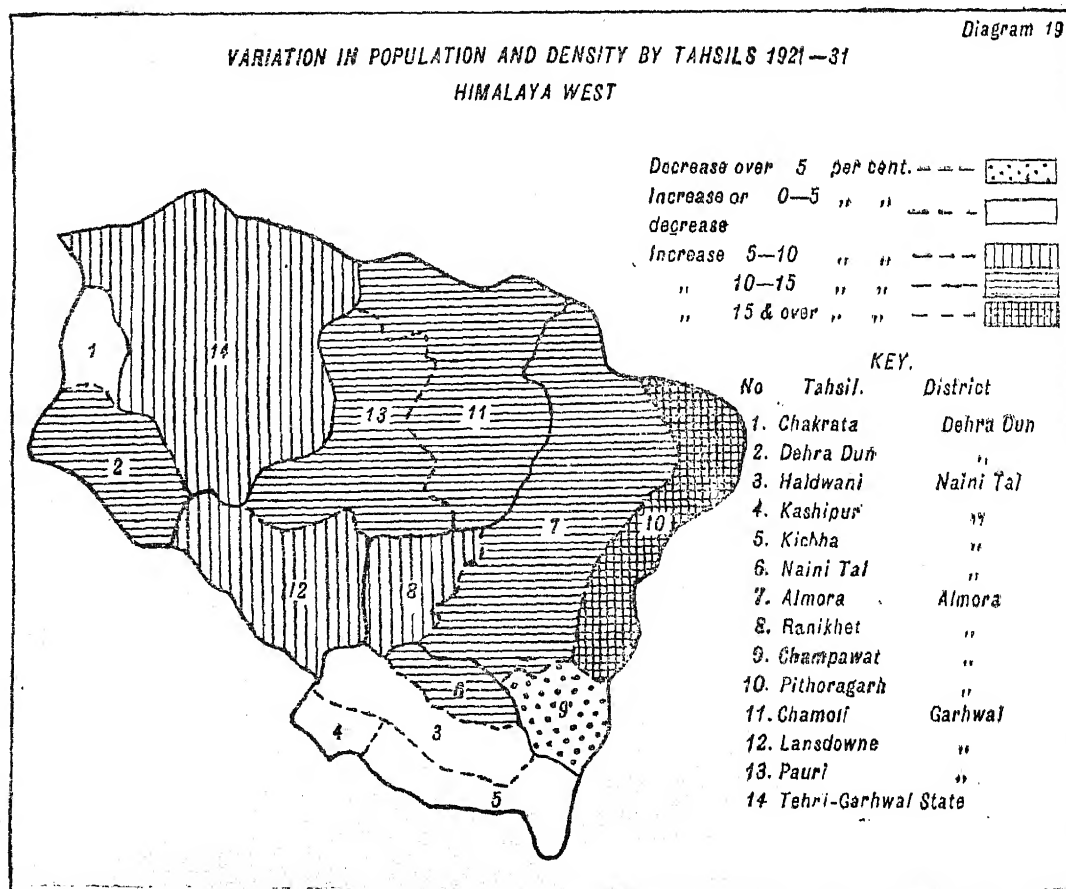 Diagram 19
VARIATION IN POPULATION AND DENSITY BY TAHSILS 1921—31
HIMALAYA WEST
Decrease over 5 per cent.
Increase or 0—5 „ „
decrease
Increase 5—10 „ „
„ 10—15 „ „
„ 15 & over „ „
KEY.
No Tahsil. District
1. Chakrata Dehra Dun
2. Dehra Dun „
3. Haldwani Naini Tal
4. Kashipur „
5. Kichha „
6. Naini Tal „
7. Almora Almora
8. Ranikhet „
9. Champawat „
10. Pithoragarh „
11. Chamoli Garhwal
12. Lansdowne „
13. Pauri „
14 Tehri-Garhwal State
14
1
13
11
2
10
7
12
8
6
9
3
4
5